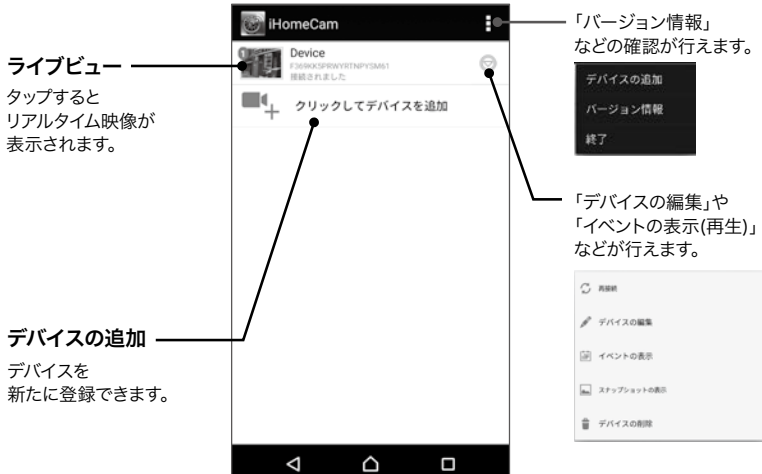 iHomeCam
Device
F369KKSPRWYRTNPYSM61
接続されました
クリックしてデバイスを追加
ライブビュー
タップすると
リアルタイム映像が
表示されます。
デバイスの追加
デバイスを
新たに登録できます。
「バージョン情報」
などの確認が行えます。
デバイスの追加
バージョン情報
終了
「デバイスの編集」や
「イベントの表示(再生)」
などが行えます。
再接続
デバイスの編集
イベントの表示
スナップショットの表示
デバイスの削除